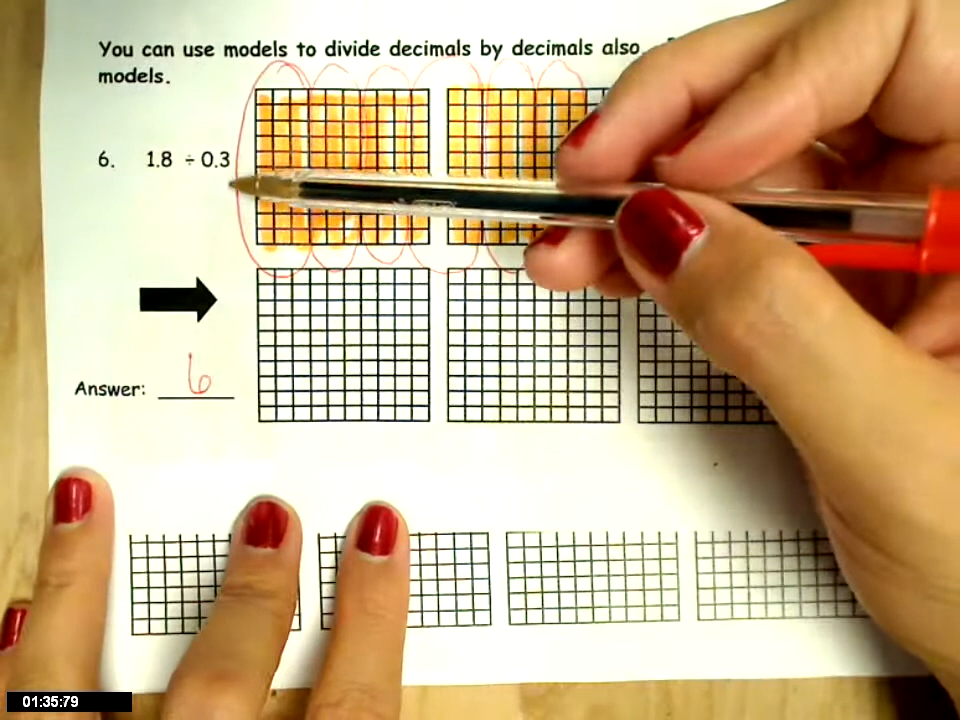 You can use models to divide decimals by decimals also.
models.
6. 1.8 ÷ 0.3
Answer: 6
01:35:79